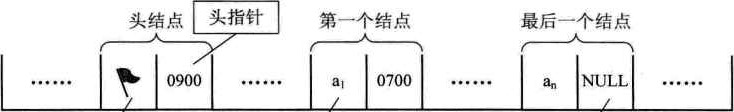 头结点 头指针 第一个结点 最后一个结点
…… 0900 …… a1 0700 …… an NULL ……